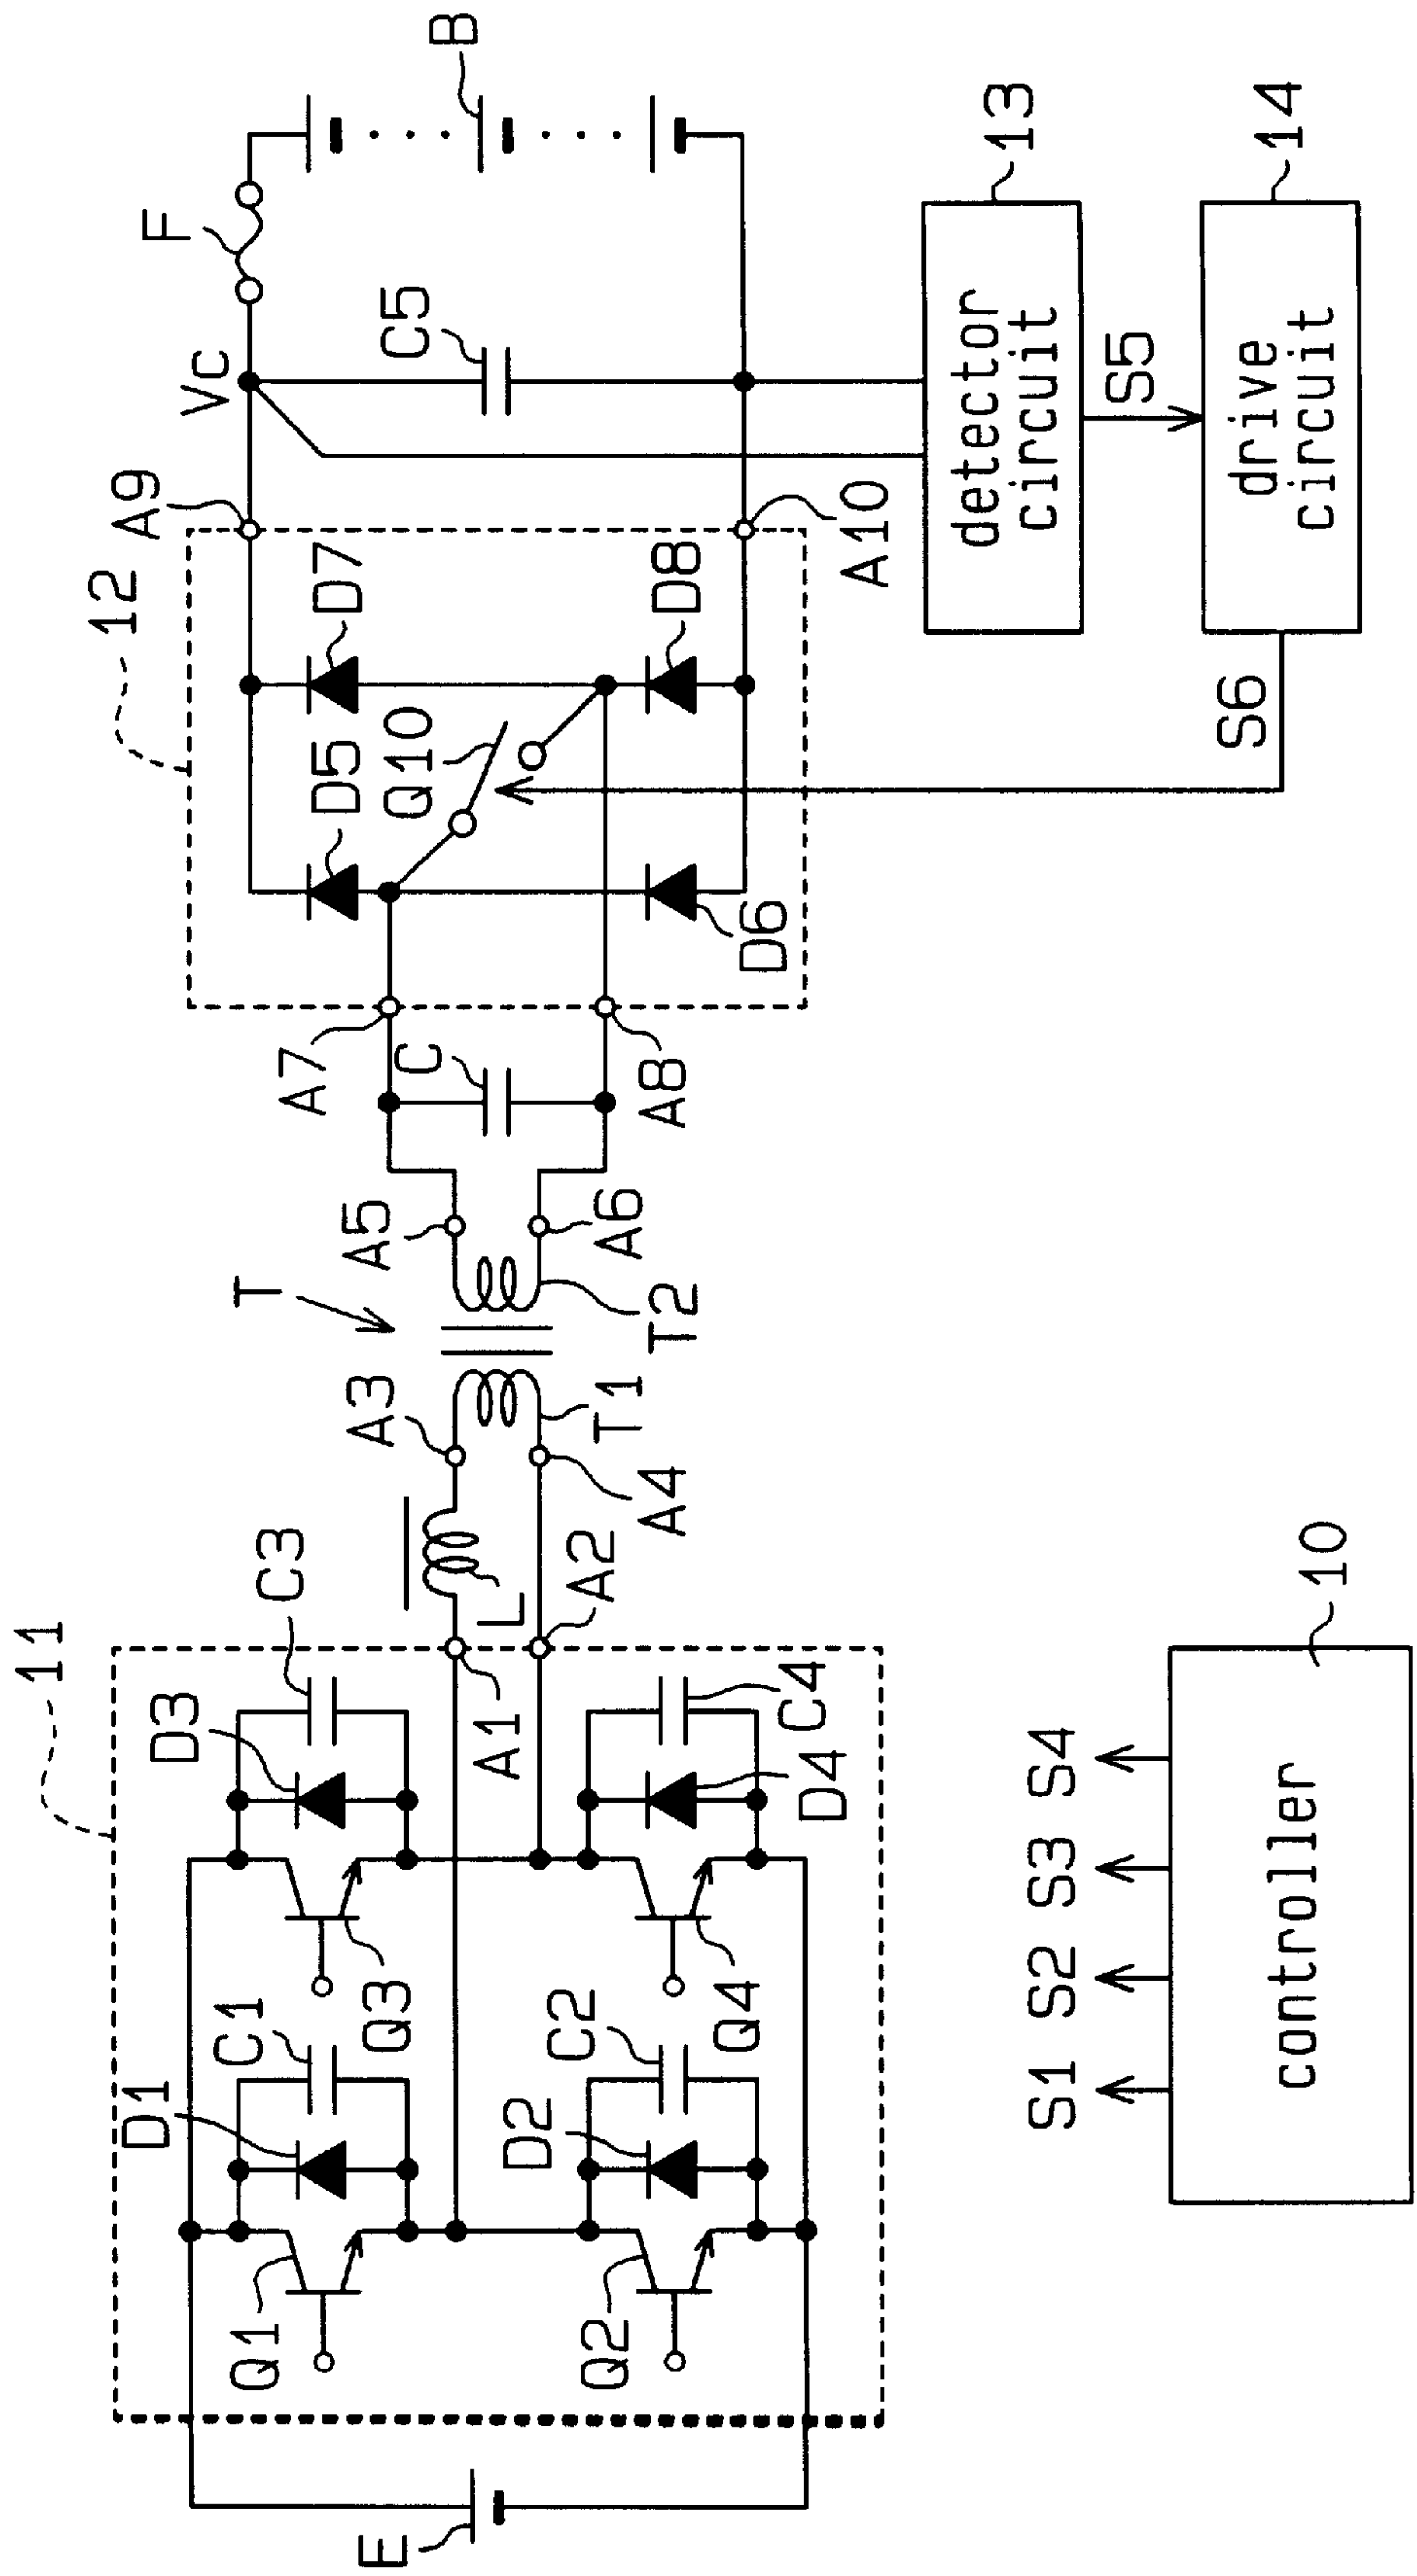 11
D1
C1
D3
C3
Q1
Q3
D2
C2
C4
D4
Q2
Q4
E
A1
A2
L
A3
A4
T
T1
T2
A5
A6
A7
C
A8
12
D5
D7
Q10
D6
D8
A9
A10
Vc
C5
F
B
S1 S2 S3 S4
controller
10
detector
circuit
13
S5
drive
circuit
14
S6